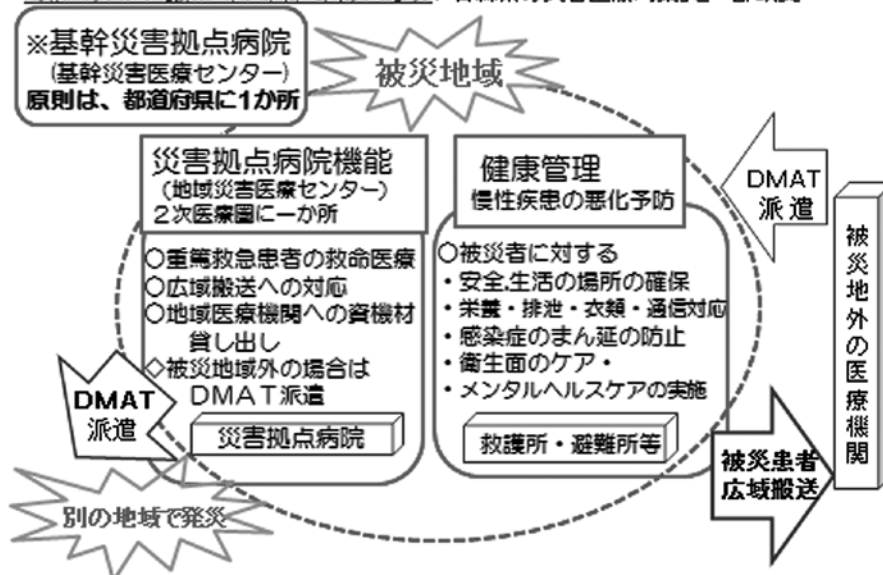 ※基幹災害拠点病院
(基幹災害医療センター)
原則は、都道府県に1か所
被災地域
災害拠点病院機能
(地域災害医療センター)
２次医療圏に一か所
○重篤救急患者の救命医療
○広域搬送への対応
○地域医療機関への資機材
貸し出し
◇被災地域外の場合は
ＤＭＡＴ派遣
災害拠点病院
健康管理
慢性疾患の悪化予防
○被災者に対する
・安全.生活の場所の確保
・栄養・排泄・衣類・通信対応
・感染症のまん延の防止
・衛生面のケア・
・メンタルヘルスケアの実施
救護所・避難所等
DMAT
派遣
被災地外の医療機関
DMAT
派遣
被災患者
広域搬送
別の地域で発災